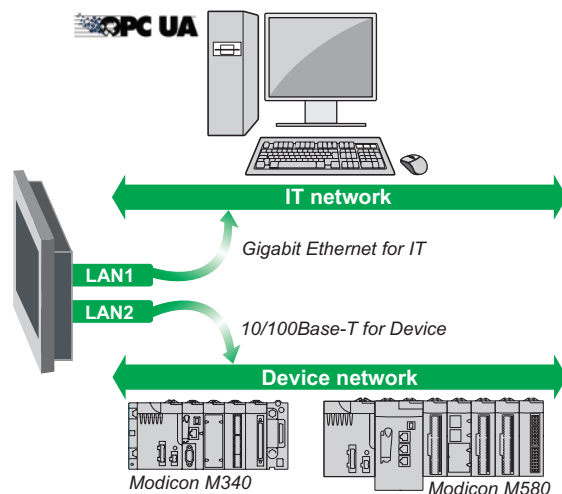 OPC UA
IT network
Gigabit Ethernet for IT
LAN1
LAN2
10/100Base-T for Device
Device network
Modicon M340
Modicon M580